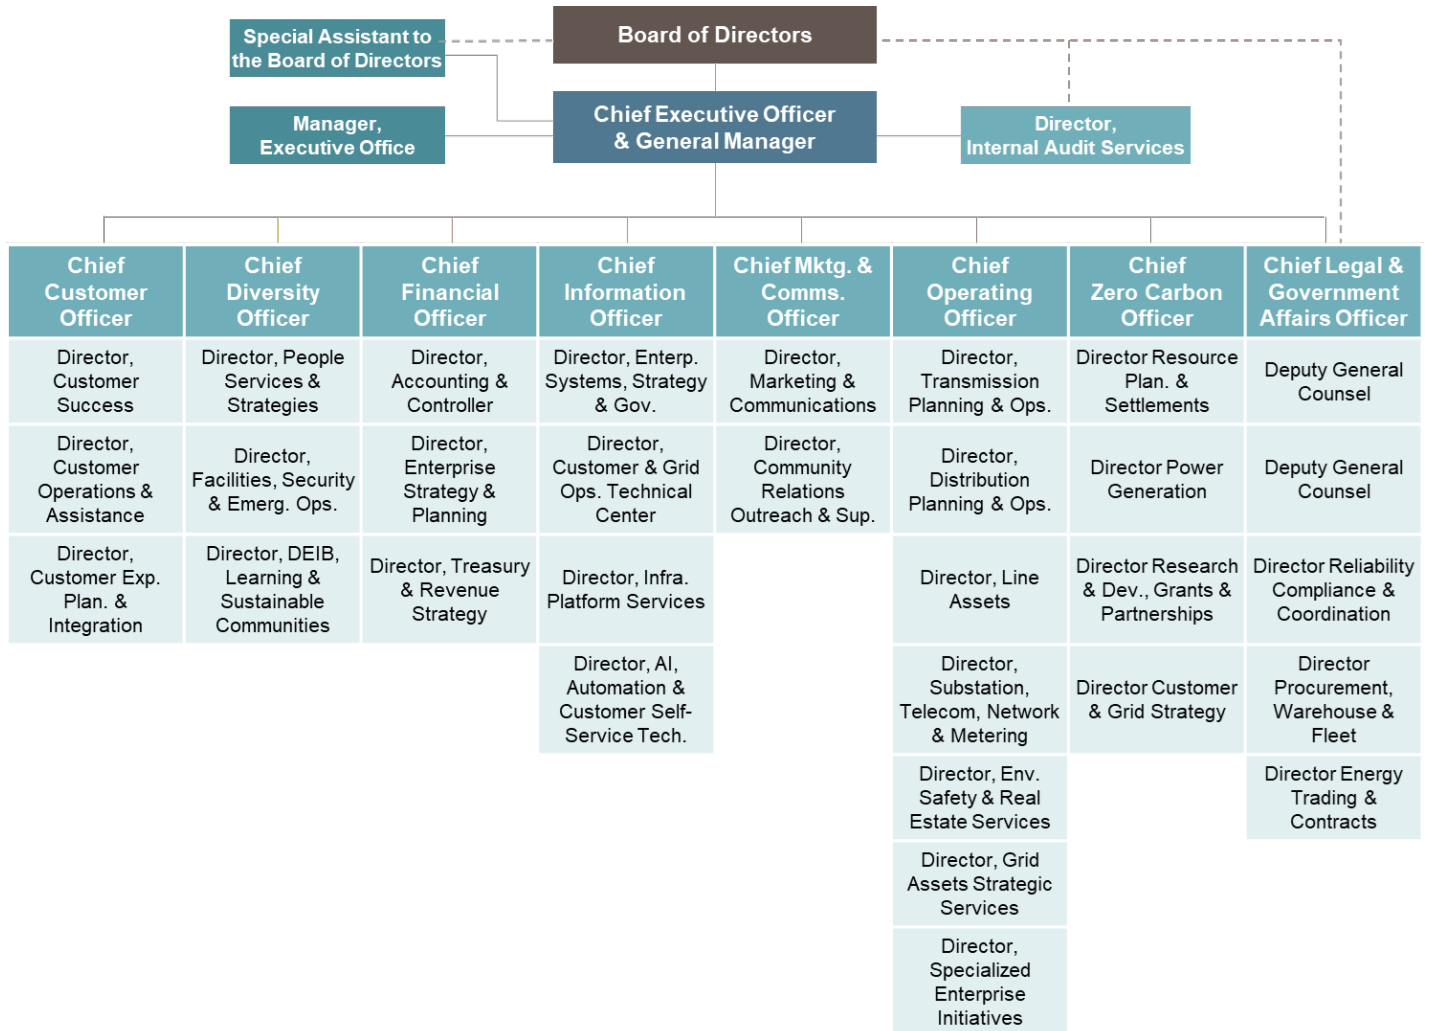 Special Assistant to
the Board of Directors
Board of Directors
Chief Executive Officer
& General Manager
Manager,
Executive Office
Director,
Internal Audit Services
Chief
Customer
Officer
Director,
Customer
Success
Director,
Customer
Operations &
Assistance
Director,
Customer Exp.
Plan. &
Integration
Chief
Diversity
Officer
Director, People
Services &
Strategies
Director,
Facilities, Security
& Emerg. Ops.
Director, DEIB,
Learning &
Sustainable
Communities
Chief
Financial
Officer
Director,
Accounting &
Controller
Director,
Enterprise
Strategy &
Planning
Director, Treasury
& Revenue
Strategy
Chief
Information
Officer
Director, Enterp.
Systems, Strategy
& Gov.
Director,
Customer & Grid
Ops. Technical
Center
Director, Infra.
Platform Services
Director, AI,
Automation &
Customer Self-
Service Tech.
Chief Mktg. &
Comms.
Officer
Director,
Marketing &
Communications
Director,
Community
Relations
Outreach & Sup.
Chief
Operating
Officer
Director,
Transmission
Planning & Ops.
Director,
Distribution
Planning & Ops.
Director, Line
Assets
Director,
Substation,
Telecom, Network
& Metering
Director, Env.
Safety & Real
Estate Services
Director, Grid
Assets Strategic
Services
Director,
Specialized
Enterprise
Initiatives
Chief
Zero Carbon
Officer
Director Resource
Plan. &
Settlements
Director Power
Generation
Director Research
& Dev., Grants &
Partnerships
Director Customer
& Grid Strategy
Chief Legal &
Government
Affairs Officer
Deputy General
Counsel
Deputy General
Counsel
Director Reliability
Compliance &
Coordination
Director
Procurement,
Warehouse &
Fleet
Director Energy
Trading &
Contracts